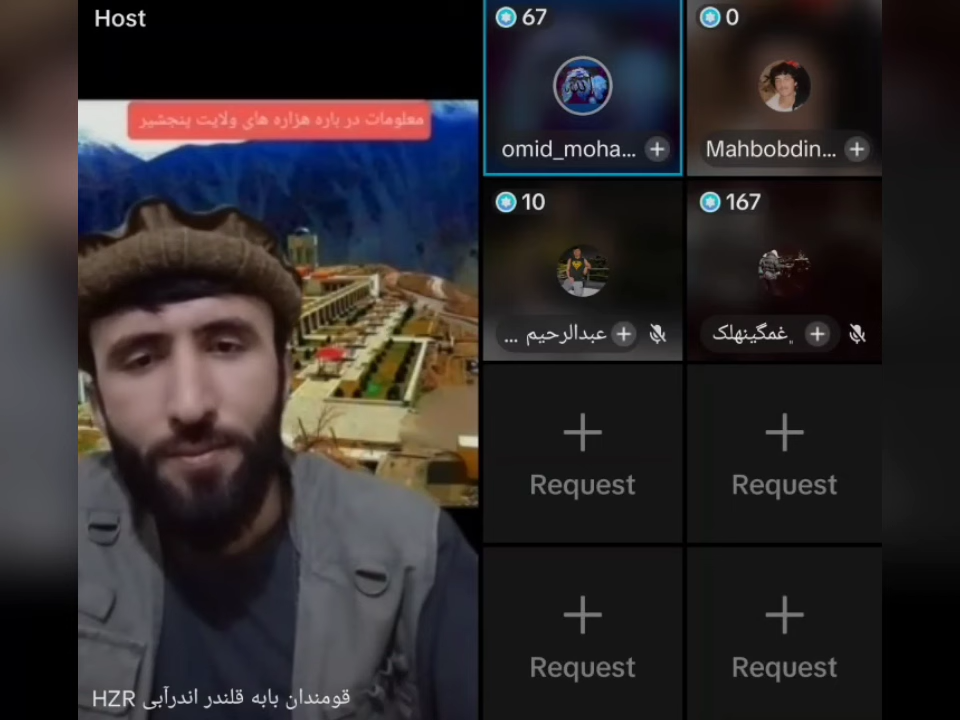 Host
معلومات در باره هزاره های ولایت پنجشیر
67
0
omid_moha...
Mahbobdin...
10
167
عبدالرحیم ...
غمگینهلک
Request
Request
Request
Request
قومندان بابه قلندر اندرآبی HZR